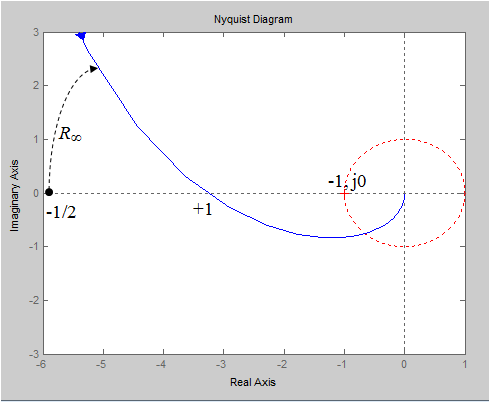 Nyquist Diagram
3
2
1
0
-1
-2
-3
Imaginary Axis
R∞
-1/2
+1
-1, j0
-6 -5 -4 -3 -2 -1 0 1
Real Axis